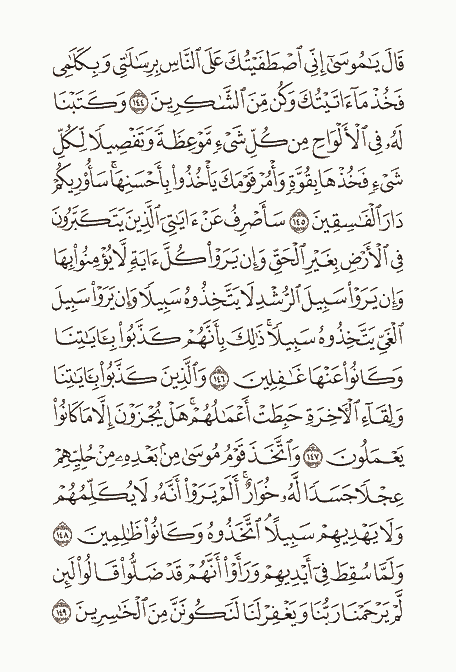 قَالَ يَٰمُوسَىٰٓ إِنِّى ٱصْطَفَيْتُكَ عَلَى ٱلنَّاسِ بِرِسَٰلَٰتِى وَبِكَلَٰمِى
فَخُذْ مَآ ءَاتَيْتُكَ وَكُن مِّنَ ٱلشَّٰكِرِينَ ١٤٤ وَكَتَبْنَا
لَهُۥ فِى ٱلْأَلْوَاحِ مِن كُلِّ شَىْءٍ مَّوْعِظَةً وَتَفْصِيلًا لِّكُلِّ
شَىْءٍ فَخُذْهَا بِقُوَّةٍ وَأْمُرْ قَوْمَكَ يَأْخُذُوا۟ بِأَحْسَنِهَا ۚ سَأُو۟رِيكُمْ
دَارَ ٱلْفَٰسِقِينَ ١٤٥ سَأَصْرِفُ عَنْ ءَايَٰتِىَ ٱلَّذِينَ يَتَكَبَّرُونَ
فِى ٱلْأَرْضِ بِغَيْرِ ٱلْحَقِّ وَإِن يَرَوْا۟ كُلَّ ءَايَةٍ لَّا يُؤْمِنُوا۟ بِهَا
وَإِن يَرَوْا۟ سَبِيلَ ٱلرُّشْدِ لَا يَتَّخِذُوهُ سَبِيلًا وَإِن يَرَوْا۟ سَبِيلَ
ٱلْغَىِّ يَتَّخِذُوهُ سَبِيلًا ۚ ذَٰلِكَ بِأَنَّهُمْ كَذَّبُوا۟ بِـَٔايَٰتِنَا
وَكَانُوا۟ عَنْهَا غَٰفِلِينَ ١٤٦ وَٱلَّذِينَ كَذَّبُوا۟ بِـَٔايَٰتِنَا
وَلِقَآءِ ٱلْءَاخِرَةِ حَبِطَتْ أَعْمَٰلُهُمْ ۚ هَلْ يُجْزَوْنَ إِلَّا مَا كَانُوا۟
يَعْمَلُونَ ١٤٧ وَٱتَّخَذَ قَوْمُ مُوسَىٰ مِنۢ بَعْدِهِۦ مِنْ حُلِيِّهِمْ
عِجْلًا جَسَدًا لَّهُۥ خُوَارٌ ۚ أَلَمْ يَرَوْا۟ أَنَّهُۥ لَا يُكَلِّمُهُمْ
وَلَا يَهْدِيهِمْ سَبِيلًا ۘ ٱتَّخَذُوهُ وَكَانُوا۟ ظَٰلِمِينَ ١٤٨
وَلَمَّا سُقِطَ فِىٓ أَيْدِيهِمْ وَرَأَوْا۟ أَنَّهُمْ قَدْ ضَلُّوا۟ قَالُوا۟ لَئِن
لَّمْ يَرْحَمْنَا رَبُّنَا وَيَغْفِرْ لَنَا لَنَكُونَنَّ مِنَ ٱلْخَٰسِرِينَ ١٤٩